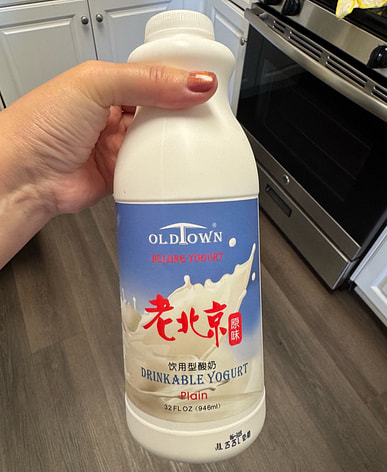 OLDTOWN®
BEIJING YOGURT
老北京
原味
饮用型酸奶
DRINKABLE YOGURT
Plain
32 FL OZ (946ml)